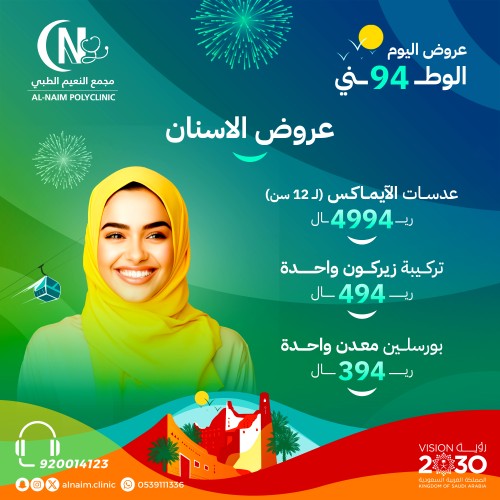 مجمع النعيم الطبي
AL-NAIM POLYCLINIC
عروض اليوم
الوطـ 94 ـني
عروض الاسنان
عدسات الآيماكس (لـ 12 سن)
ريـ 4994 ـال
تركيبة زيركون واحدة
ريـ 494 ـال
بورسلين معدن واحدة
ريـ 394 ـال
920014123
alnaim.clinic
0539111336
رؤية VISION
2030
المملكة العربية السعودية
KINGDOM OF SAUDI ARABIA